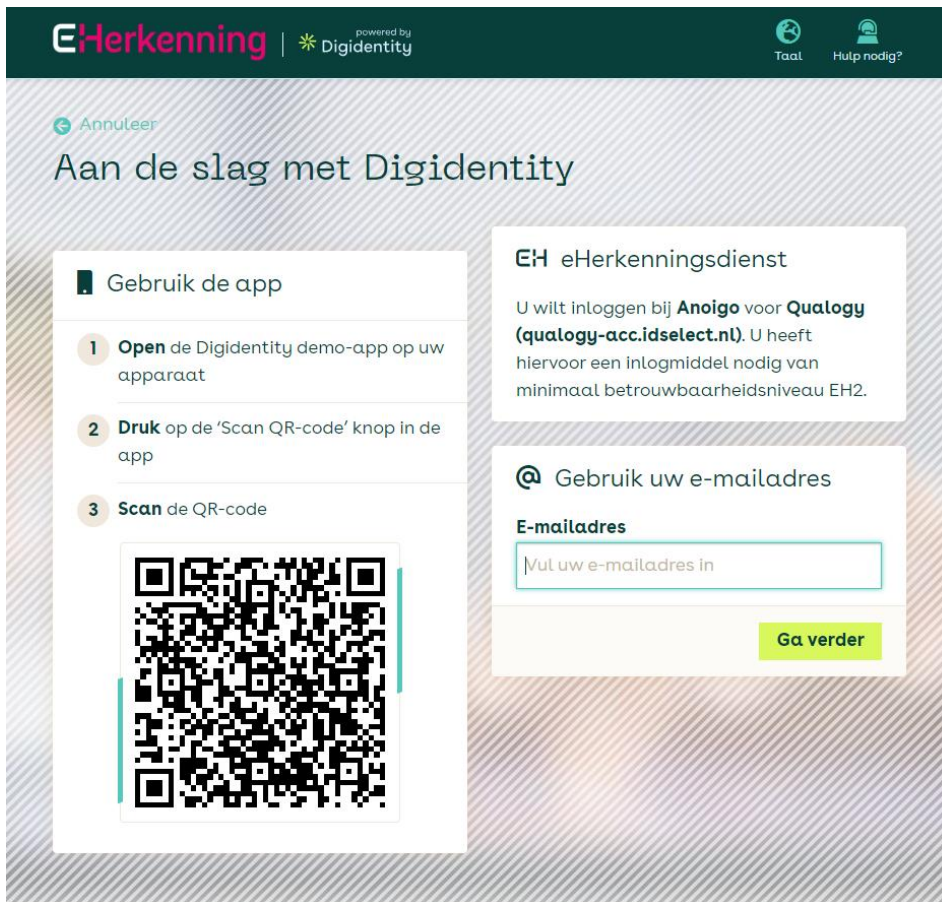 EHerkenning | powered by Digidentity
Taal
Hulp nodig?
Annuleer
Aan de slag met Digidentity
Gebruik de app
1 Open de Digidentity demo-app op uw
apparaat
2 Druk op de ‘Scan QR-code’ knop in de
app
3 Scan de QR-code
EH eHerkenningsdienst
U wilt inloggen bij Anoigo voor Qualogy
(qualogy-acc.idselect.nl). U heeft
hiervoor een inlogmiddel nodig van
minimaal betrouwbaarheidsniveau EH2.
@ Gebruik uw e-mailadres
E-mailadres
Vul uw e-mailadres in
Ga verder